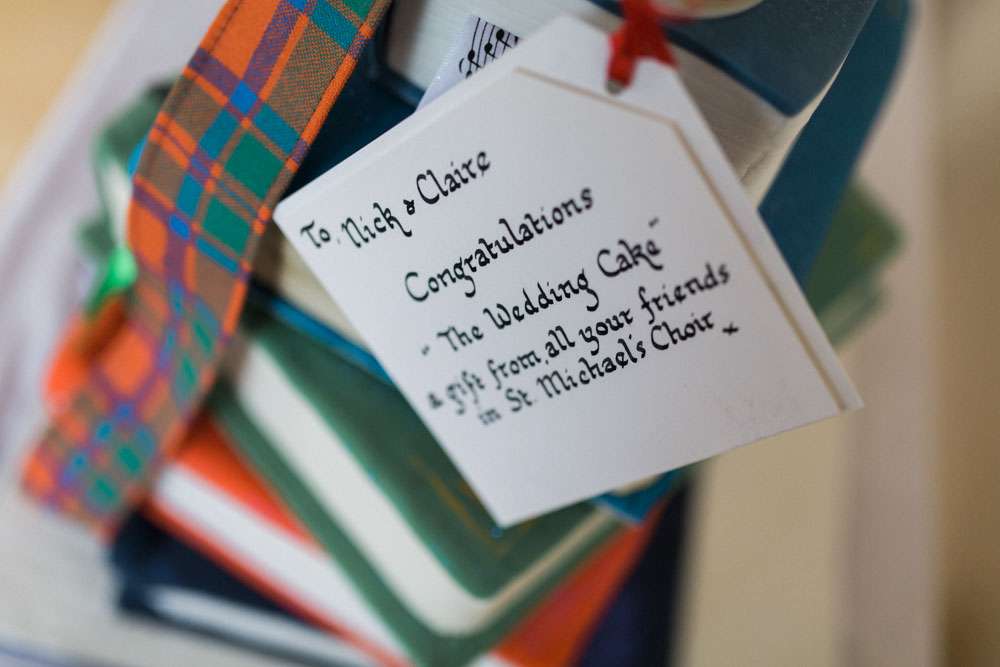 To. Nick & Claire
Congratulations
"The Wedding Cake"
a gift from all your friends
in St. Michael's Choir x